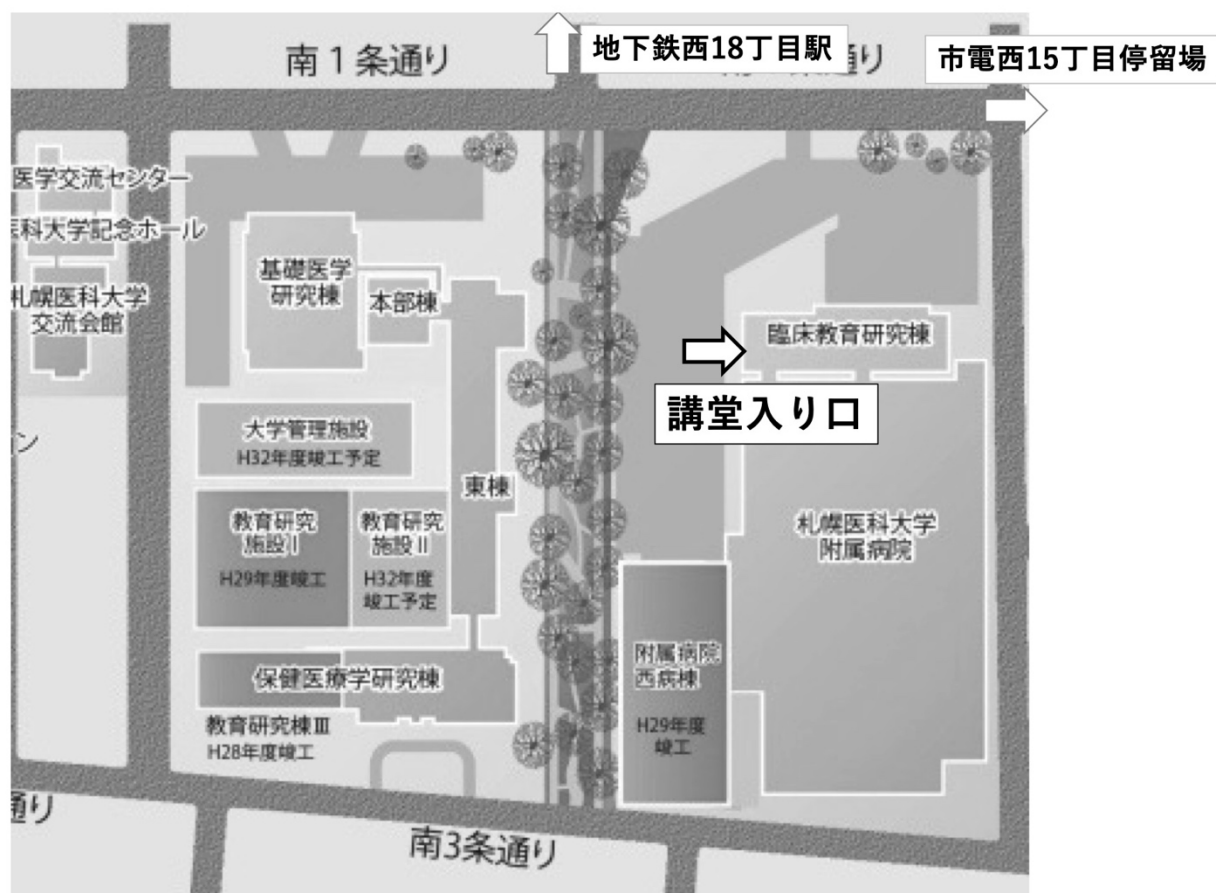 地下鉄西18丁目駅
南1条通り
通り
市電西15丁目停留場
医学交流センター
医科大学記念ホール
札幌医科大学
交流会館
基礎医学
研究棟
本部棟
臨床教育研究棟
講堂入り口
大学管理施設
H32年度竣工予定
ン
東棟
教育研究
施設Ⅰ
H29年度竣工
教育研究
施設Ⅱ
H32年度
竣工予定
札幌医科大学
附属病院
保健医療学研究棟
附属病院
西病棟
H29年度
竣工
教育研究棟Ⅲ
H28年度竣工
通り
南3条通り